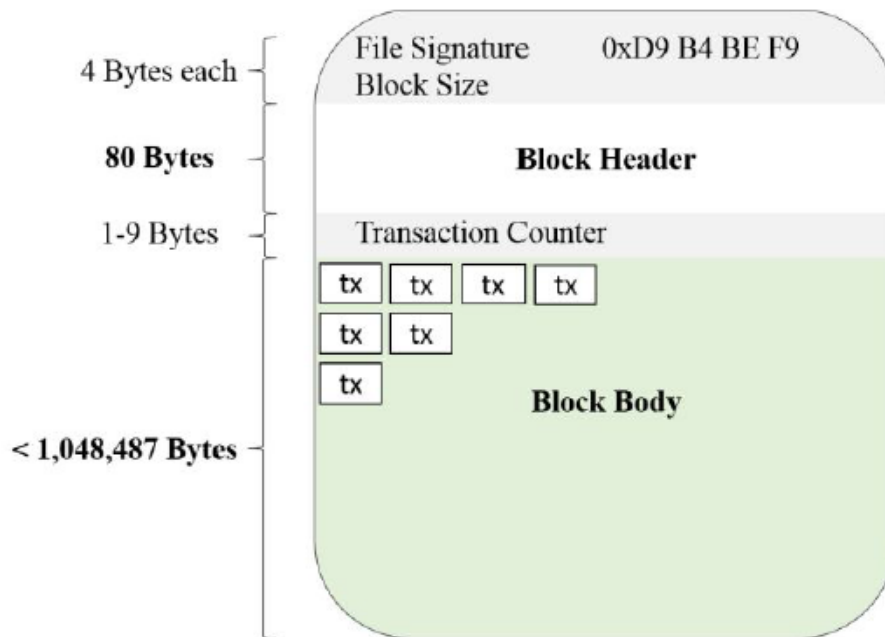 File Signature 0xD9 B4 BE F9
4 Bytes each
Block Size
80 Bytes
Block Header
1-9 Bytes
Transaction Counter
tx tx tx tx
tx tx
tx
Block Body
< 1,048,487 Bytes